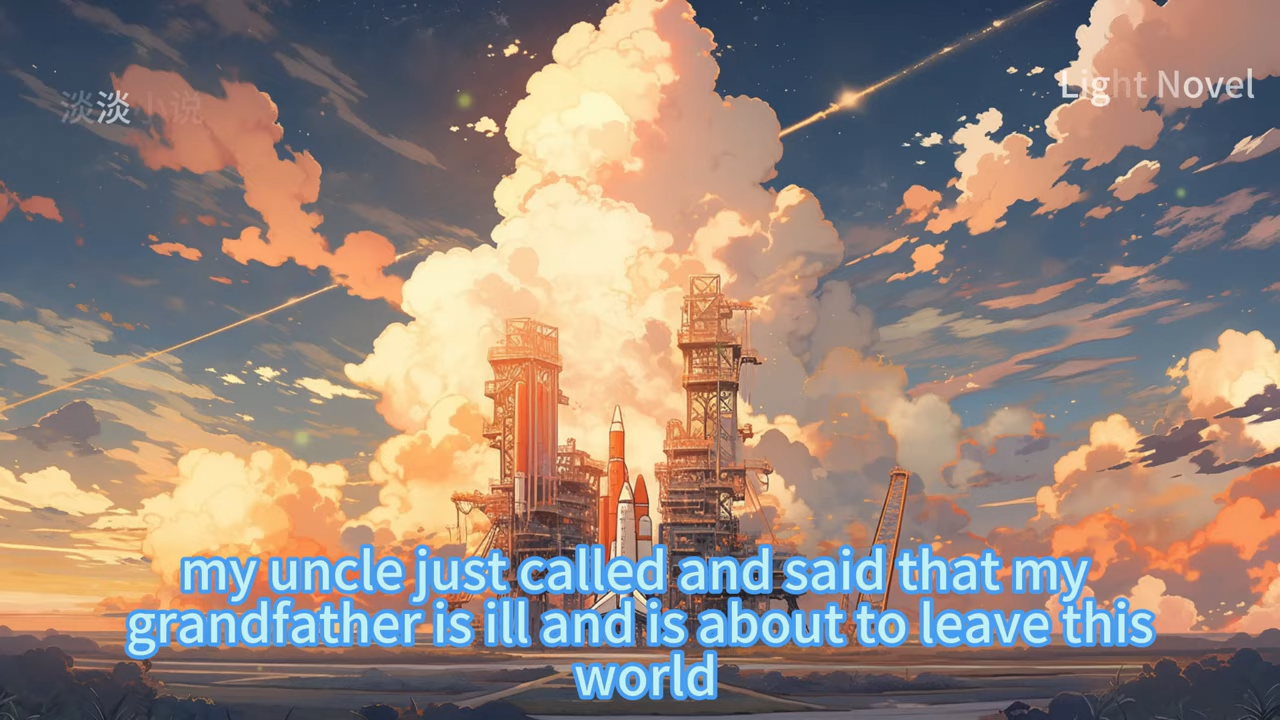 淡淡小说
Light Novel
my uncle just called and said that my
grandfather is ill and is about to leave this
world